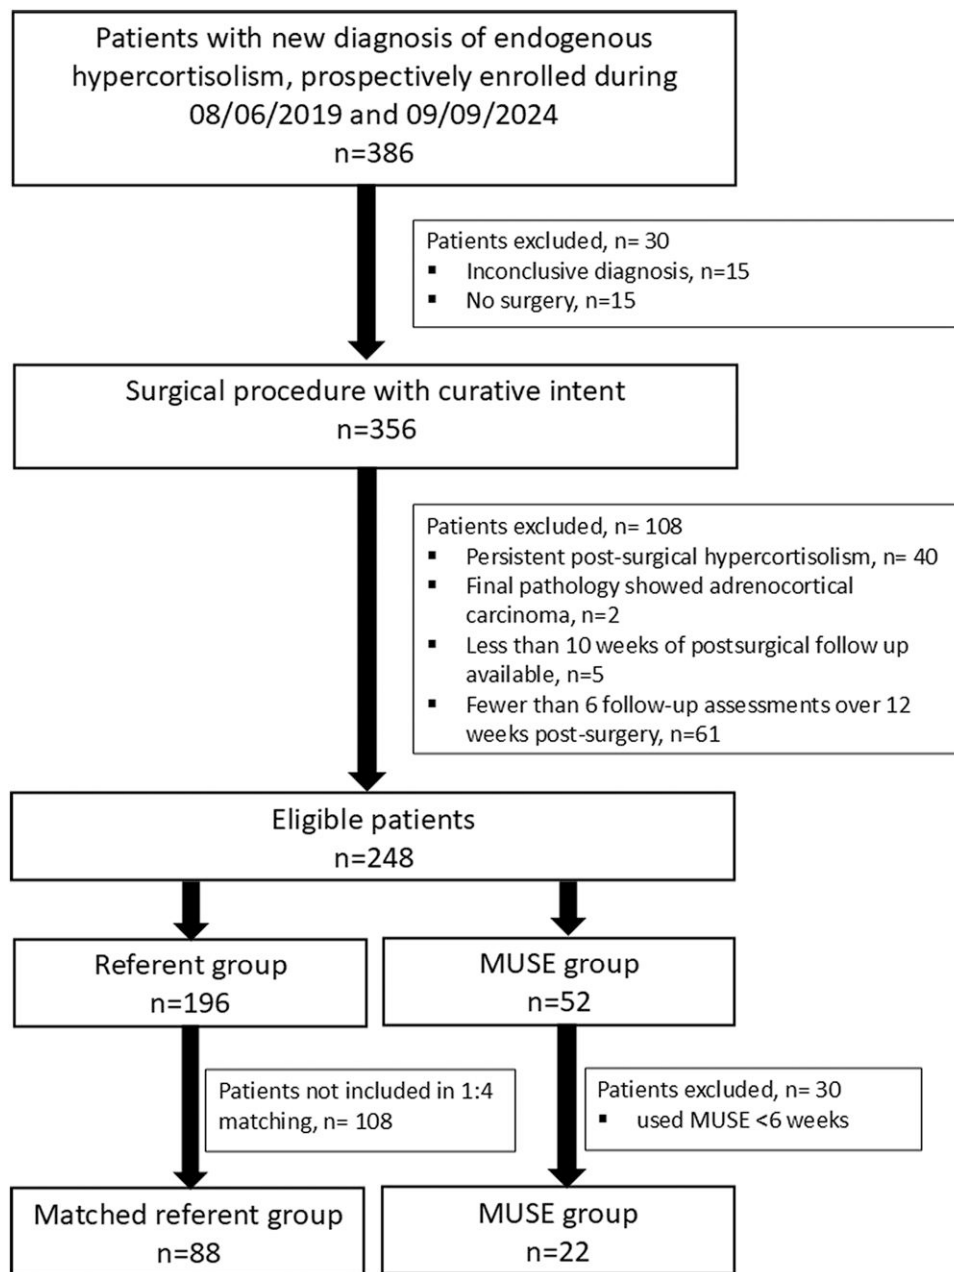 Patients with new diagnosis of endogenous
hypercortisolism, prospectively enrolled during
08/06/2019 and 09/09/2024
n=386
Patients excluded, n= 30
▪ Inconclusive diagnosis, n=15
▪ No surgery, n=15
Surgical procedure with curative intent
n=356
Patients excluded, n= 108
▪ Persistent post-surgical hypercortisolism, n= 40
▪ Final pathology showed adrenocortical
carcinoma, n=2
▪ Less than 10 weeks of postsurgical follow up
available, n=5
▪ Fewer than 6 follow-up assessments over 12
weeks post-surgery, n=61
Eligible patients
n=248
Referent group
n=196
MUSE group
n=52
Patients not included in 1:4
matching, n= 108
Patients excluded, n= 30
▪ used MUSE <6 weeks
Matched referent group
n=88
MUSE group
n=22